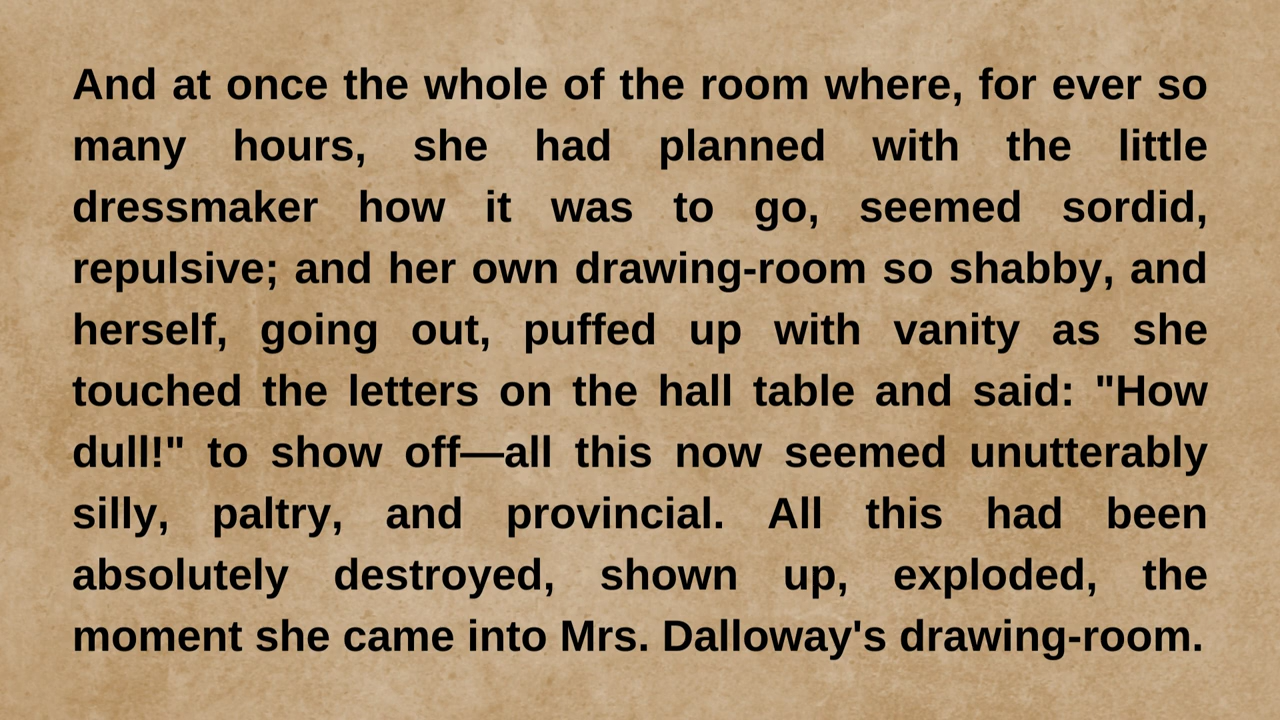 And at once the whole of the room where, for ever so
many hours, she had planned with the little
dressmaker how it was to go, seemed sordid,
repulsive; and her own drawing-room so shabby, and
herself, going out, puffed up with vanity as she
touched the letters on the hall table and said: "How
dull!" to show off—all this now seemed unutterably
silly, paltry, and provincial. All this had been
absolutely destroyed, shown up, exploded, the
moment she came into Mrs. Dalloway's drawing-room.